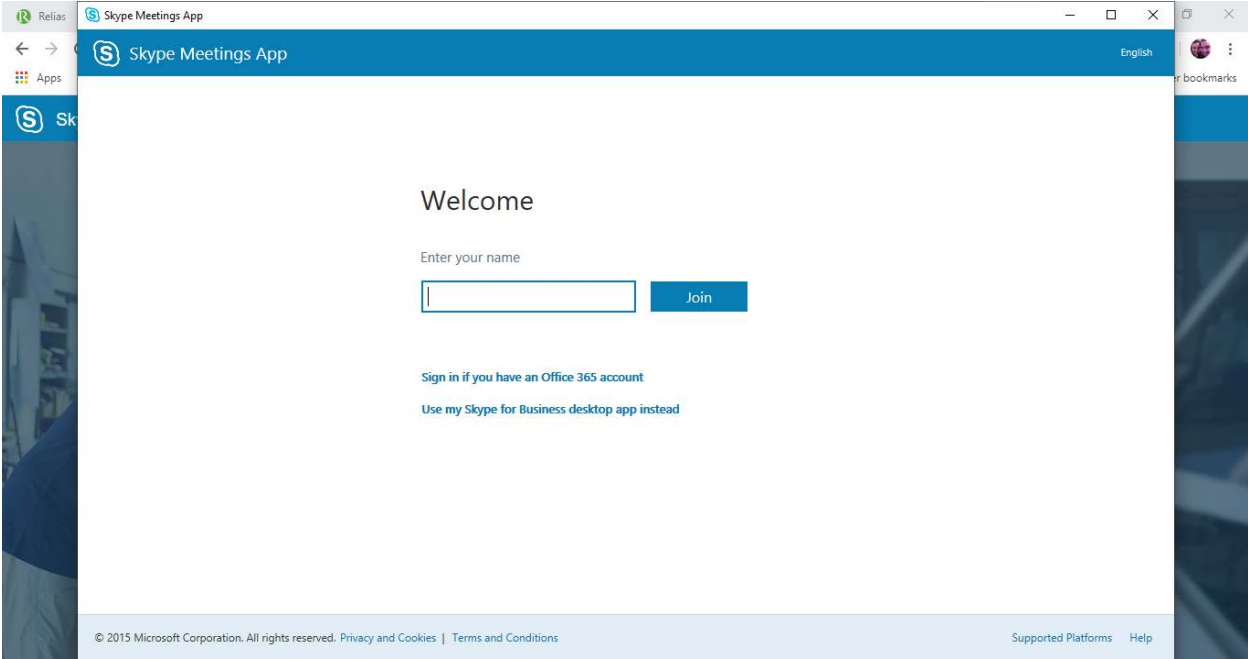 Relias
Skype Meetings App
Skype Meetings App
English
Apps
r bookmarks
Sk
Welcome
Enter your name
Join
Sign in if you have an Office 365 account
Use my Skype for Business desktop app instead
© 2015 Microsoft Corporation. All rights reserved. Privacy and Cookies | Terms and Conditions
Supported Platforms Help